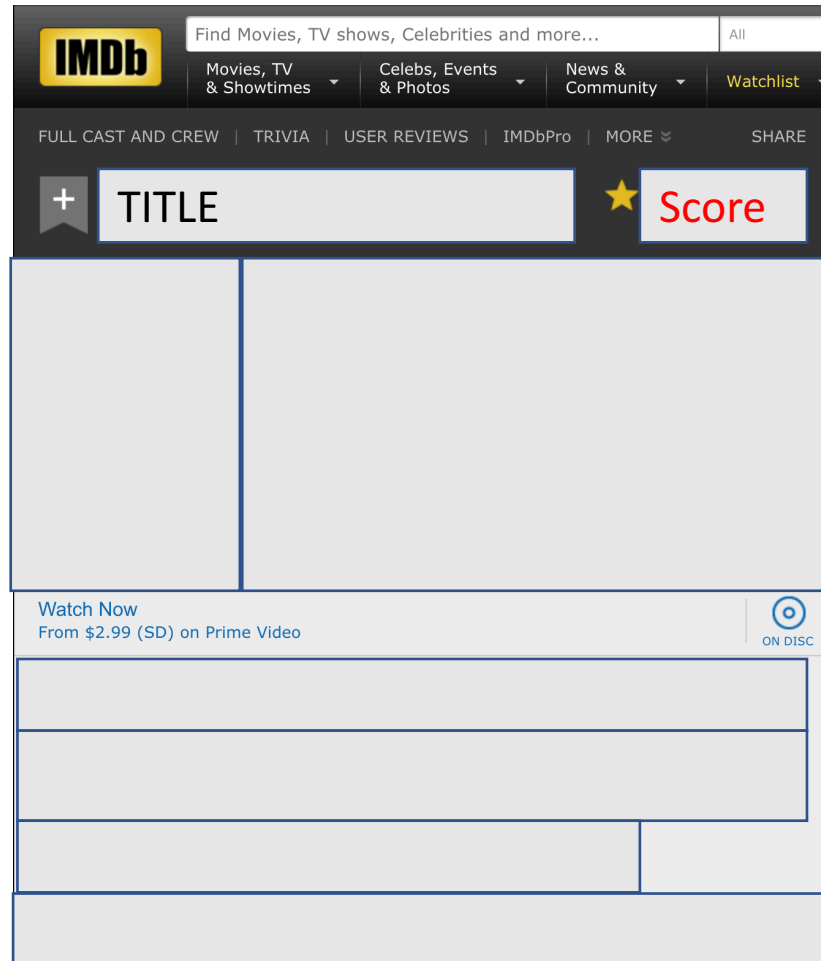 IMDb
Find Movies, TV shows, Celebrities and more...
All
Movies, TV
& Showtimes
Celebs, Events
& Photos
News &
Community
Watchlist
FULL CAST AND CREW | TRIVIA | USER REVIEWS | IMDbPro | MORE
SHARE
+
TITLE
Score
Watch Now
From $2.99 (SD) on Prime Video
ON DISC